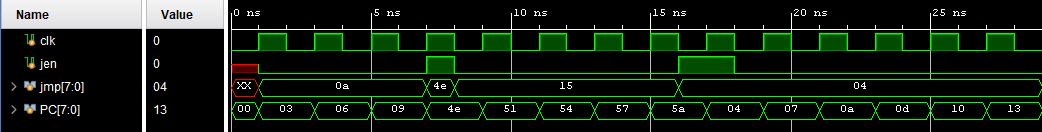 Name Value 0 ns 5 ns 10 ns 15 ns 20 ns 25 ns
clk 0
jen 0
jmp[7:0] 04 XX 0a 4e 15 04
PC[7:0] 13 00 03 06 09 4e 51 54 57 5a 04 07 0a 0d 10 13